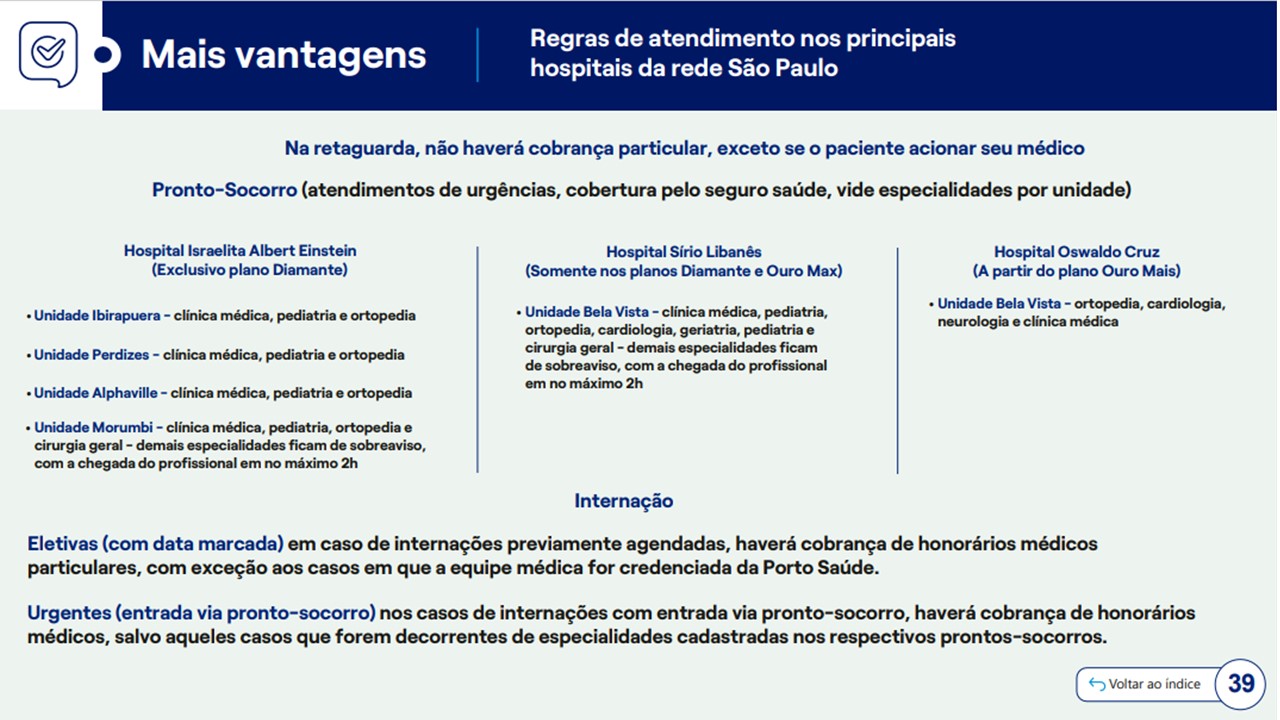 Mais vantagens
Regras de atendimento nos principais
hospitais da rede São Paulo
Na retaguarda, não haverá cobrança particular, exceto se o paciente acionar seu médico
Pronto-Socorro (atendimentos de urgências, cobertura pelo seguro saúde, vide especialidades por unidade)
Hospital Israelita Albert Einstein
(Exclusivo plano Diamante)
• Unidade Ibirapuera – clínica médica, pediatria e ortopedia
• Unidade Perdizes – clínica médica, pediatria e ortopedia
• Unidade Alphaville – clínica médica, pediatria e ortopedia
• Unidade Morumbi – clínica médica, pediatria, ortopedia e
cirurgia geral – demais especialidades ficam de sobreaviso,
com a chegada do profissional em no máximo 2h
Hospital Sírio Libanês
(Somente nos planos Diamante e Ouro Max)
• Unidade Bela Vista – clínica médica, pediatria,
ortopedia, cardiologia, geriatria, pediatria e
cirurgia geral – demais especialidades ficam
de sobreaviso, com a chegada do profissional
em no máximo 2h
Hospital Oswaldo Cruz
(A partir do plano Ouro Mais)
• Unidade Bela Vista – ortopedia, cardiologia,
neurologia e clínica médica
Internação
Eletivas (com data marcada) em caso de internações previamente agendadas, haverá cobrança de honorários médicos
particulares, com exceção aos casos em que a equipe médica for credenciada da Porto Saúde.
Urgentes (entrada via pronto-socorro) nos casos de internações com entrada via pronto-socorro, haverá cobrança de honorários
médicos, salvo aqueles casos que forem decorrentes de especialidades cadastradas nos respectivos prontos-socorros.
Voltar ao índice
39